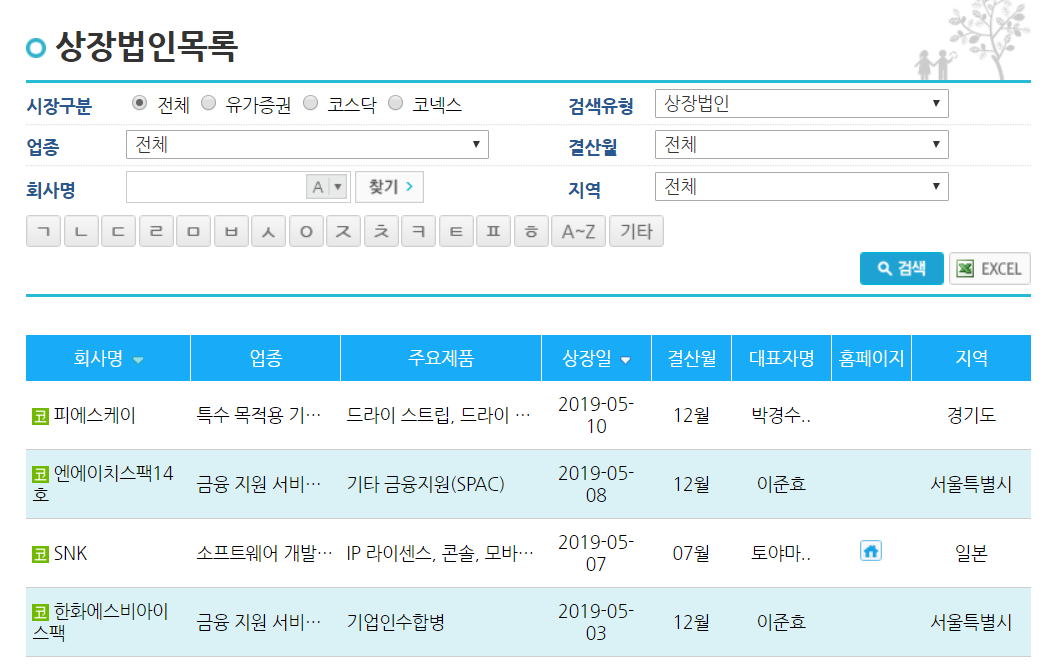 상장법인목록
시장구분 전체 유가증권 코스닥 코넥스 검색유형 상장법인
업종 전체 결산월 전체
회사명 A 찾기 지역 전체
ㄱ ㄴ ㄷ ㄹ ㅁ ㅂ ㅅ ㅇ ㅈ ㅊ ㅋ ㅌ ㅍ ㅎ A~Z 기타
검색 EXCEL
회사명 업종 주요제품 상장일 결산월 대표자명 홈페이지 지역
코 피에스케이 특수 목적용 기… 드라이 스트립, 드라이 … 2019-05-
10 12월 박경수.. 경기도
코 엔에이치스팩14
호 금융 지원 서비… 기타 금융지원(SPAC) 2019-05-
08 12월 이준효 서울특별시
코 SNK 소프트웨어 개발… IP 라이센스, 콘솔, 모바… 2019-05-
07 07월 토야마.. 일본
코 한화에스비아이
스팩 금융 지원 서비… 기업인수합병 2019-05-
03 12월 이준효 서울특별시